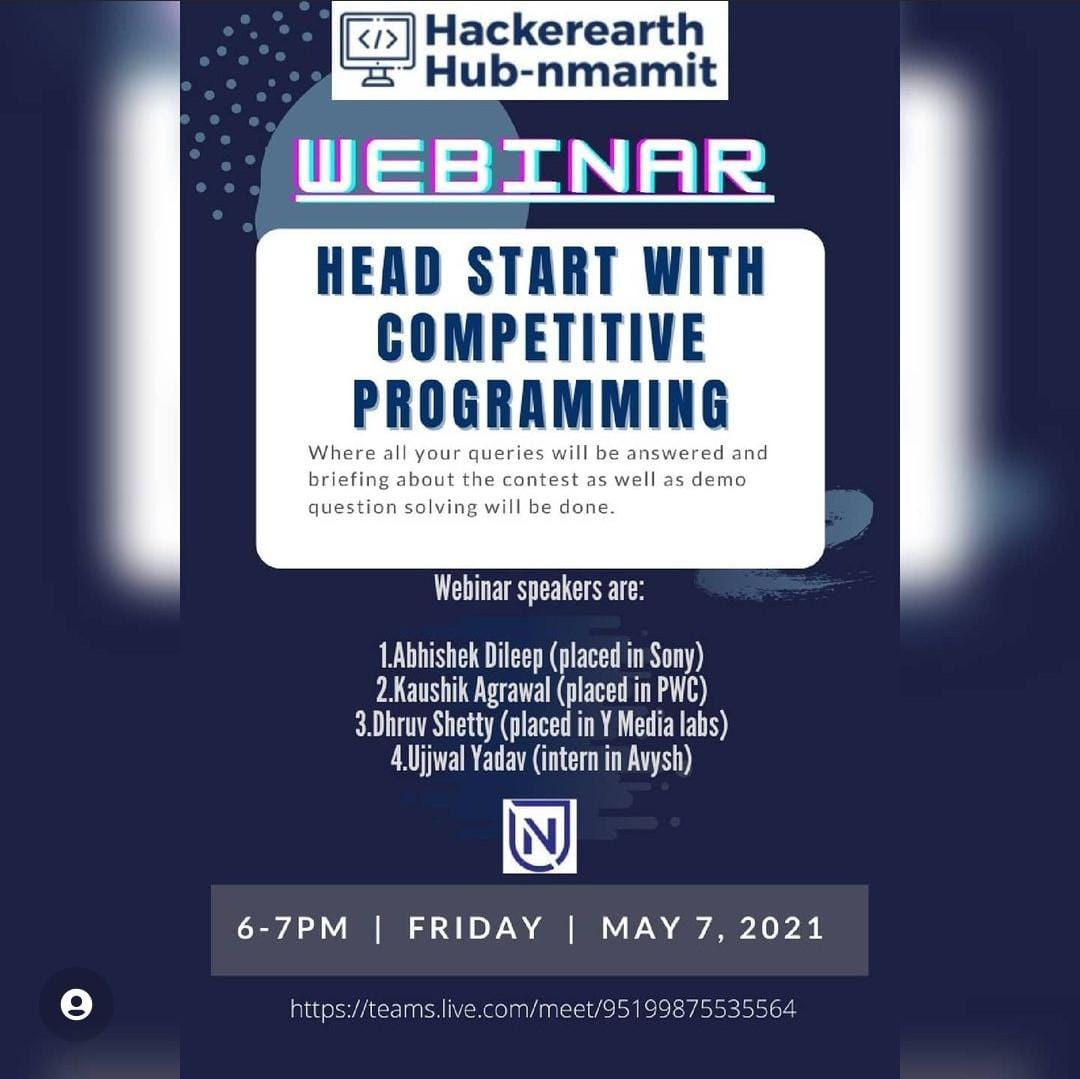 Hackerearth
Hub-nmamit
WEBINAR
HEAD START WITH
COMPETITIVE
PROGRAMMING
Where all your queries will be answered and
briefing about the contest as well as demo
question solving will be done.
Webinar speakers are:
1.Abhishek Dileep (placed in Sony)
2.Kaushik Agrawal (placed in PWC)
3.Dhruv Shetty (placed in Y Media labs)
4.Ujjwal Yadav (intern in Avysh)
N
6-7PM | FRIDAY | MAY 7, 2021
https://teams.live.com/meet/95199875535564